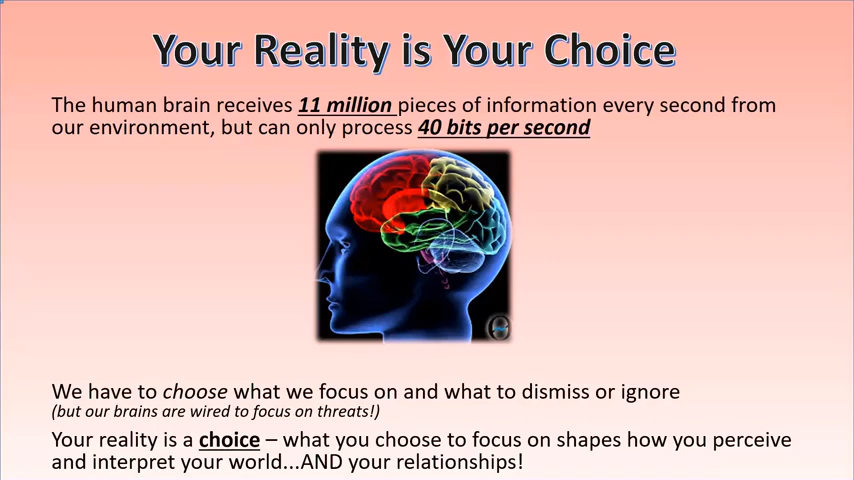 Your Reality is Your Choice
The human brain receives 11 million pieces of information every second from
our environment, but can only process 40 bits per second
We have to choose what we focus on and what to dismiss or ignore
(but our brains are wired to focus on threats!)
Your reality is a choice – what you choose to focus on shapes how you perceive
and interpret your world...AND your relationships!